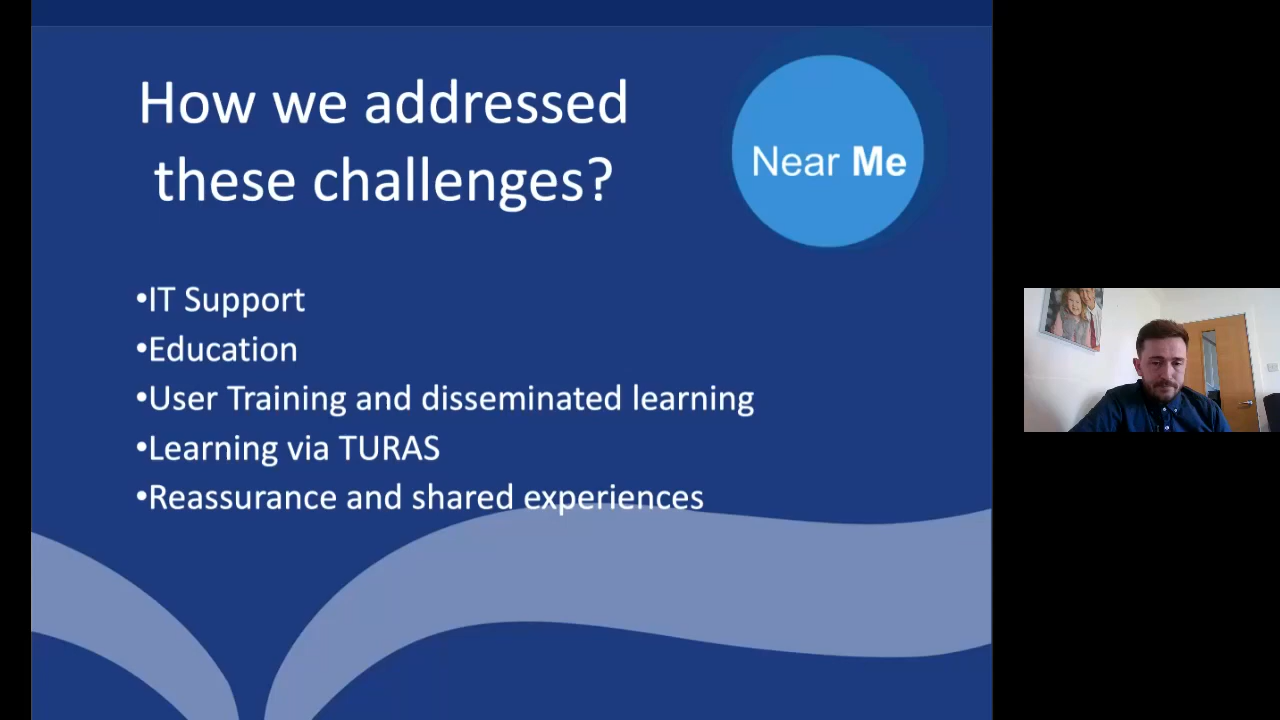 How we addressed
these challenges?
Near Me
•IT Support
•Education
•User Training and disseminated learning
•Learning via TURAS
•Reassurance and shared experiences